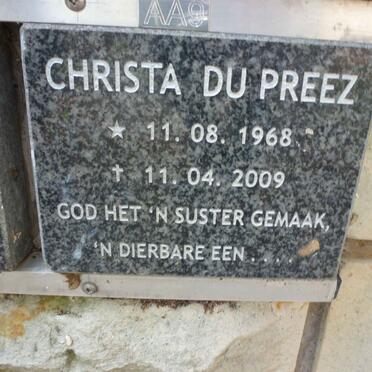 AA9
CHRISTA DU PREEZ
★ 11. 08. 1968
✝ 11. 04. 2009
GOD HET 'N SUSTER GEMAAK,
'N DIERBARE EEN . . . .